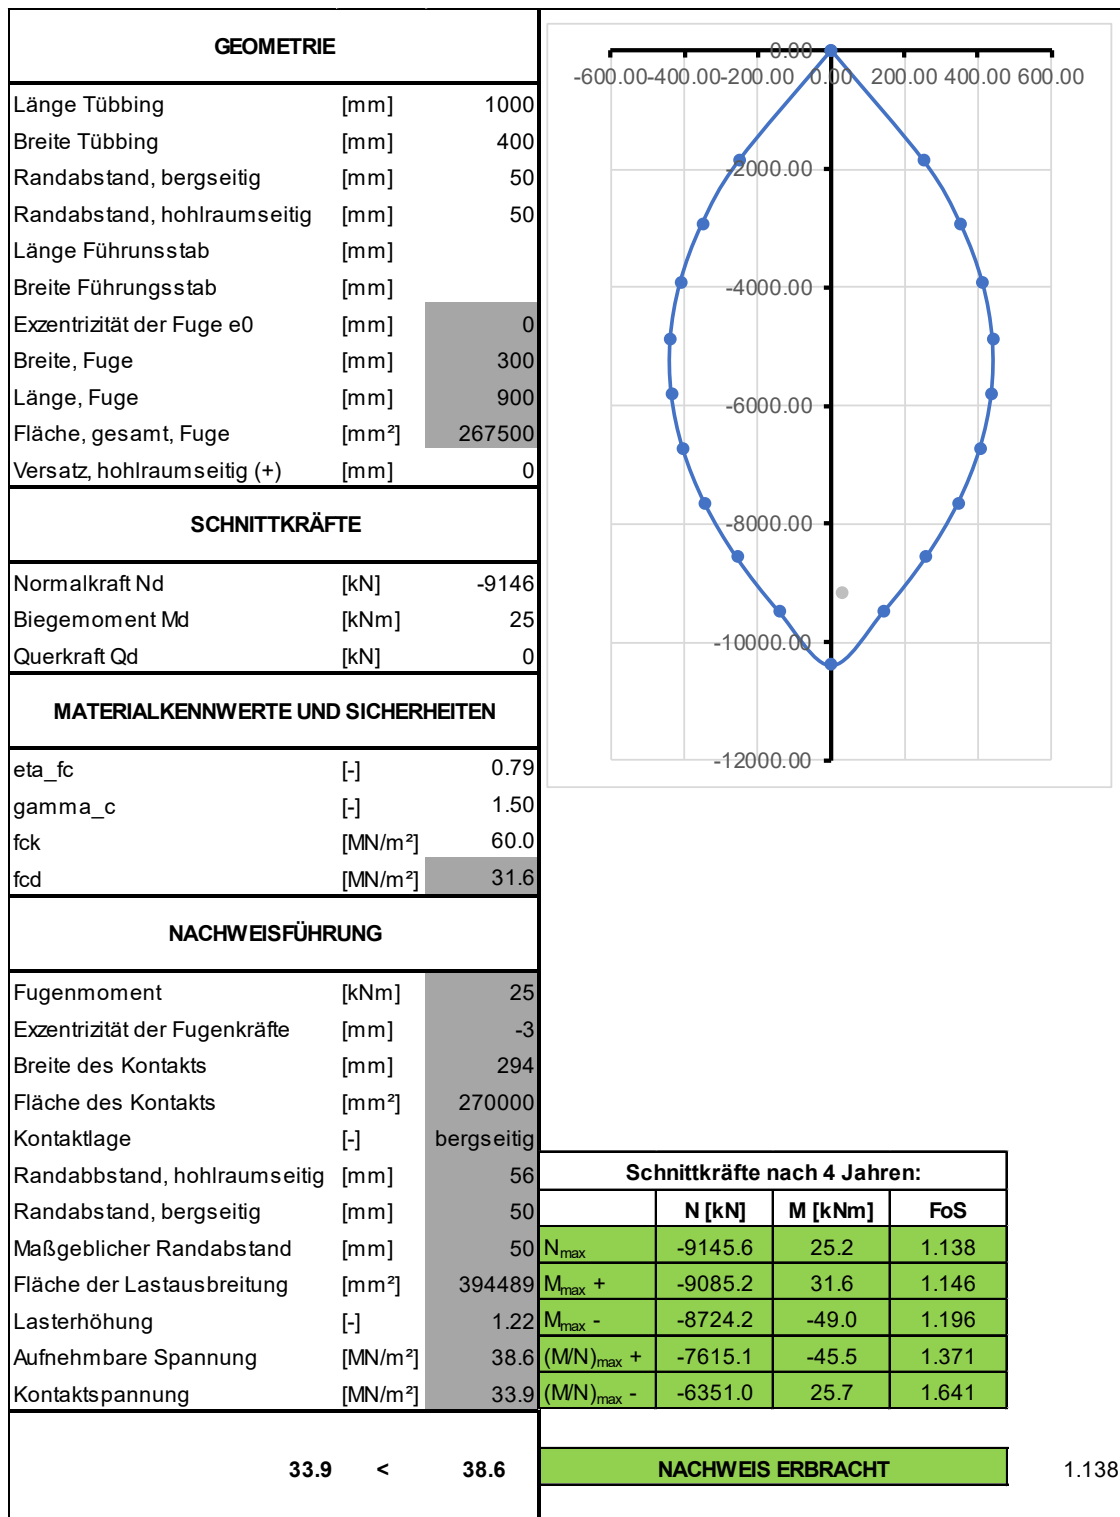 GEOMETRIE
Länge Tübbing [mm] 1000
Breite Tübbing [mm] 400
Randabstand, bergseitig [mm] 50
Randabstand, hohlraumseitig [mm] 50
Länge Führunsstab [mm]
Breite Führungsstab [mm]
Exzentrizität der Fuge e0 [mm] 0
Breite, Fuge [mm] 300
Länge, Fuge [mm] 900
Fläche, gesamt, Fuge [mm²] 267500
Versatz, hohlraumseitig (+) [mm] 0
SCHNITTKRÄFTE
Normalkraft Nd [kN] -9146
Biegemoment Md [kNm] 25
Querkraft Qd [kN] 0
MATERIALKENNWERTE UND SICHERHEITEN
eta_fc [-] 0.79
gamma_c [-] 1.50
fck [MN/m²] 60.0
fcd [MN/m²] 31.6
NACHWEISFÜHRUNG
Fugenmoment [kNm] 25
Exzentrizität der Fugenkräfte [mm] -3
Breite des Kontakts [mm] 294
Fläche des Kontakts [mm²] 270000
Kontaktlage [-] bergseitig
Randabbstand, hohlraumseitig [mm] 56
Randabstand, bergseitig [mm] 50
Maßgeblicher Randabstand [mm] 50
Fläche der Lastausbreitung [mm²] 394489
Lasterhöhung [-] 1.22
Aufnehmbare Spannung [MN/m²] 38.6
Kontaktspannung [MN/m²] 33.9
33.9 < 38.6
0.00
-600.00 -400.00 -200.00 0.00 200.00 400.00 600.00
-2000.00
-4000.00
-6000.00
-8000.00
-10000.00
-12000.00
Schnittkräfte nach 4 Jahren:
N [kN] M [kNm] FoS
Nmax -9145.6 25.2 1.138
Mmax + -9085.2 31.6 1.146
Mmax - -8724.2 -49.0 1.196
(M/N)max + -7615.1 -45.5 1.371
(M/N)max - -6351.0 25.7 1.641
NACHWEIS ERBRACHT 1.138